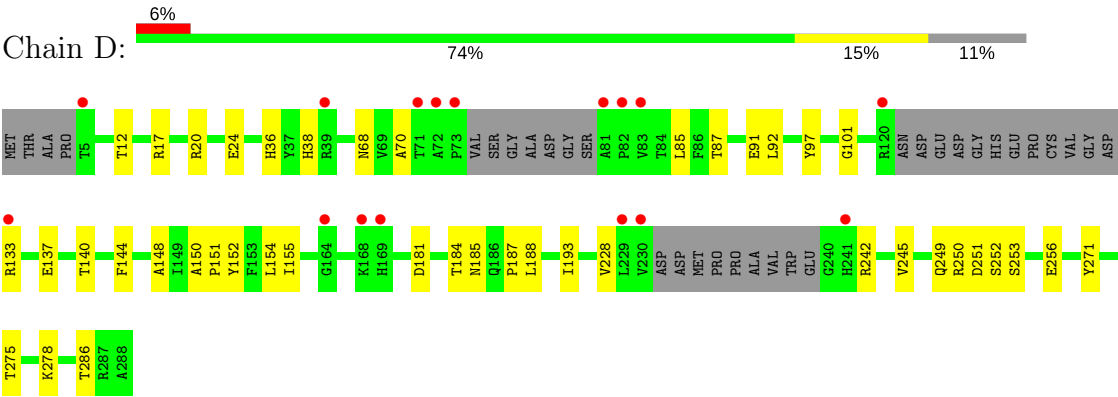 6%
Chain D:
74% 15% 11%
MET THR ALA PRO T5 T12 R17 R20 E24 H36 Y37 H38 R39 N68 V69 A70 T71 A72 P73 VAL SER GLY ALA ASP GLY SER A81 P82 V83 T84 L85 F86 T87 E91 L92 Y97 G101 R120 ASN ASP GLU ASP GLY HIS GLU PRO CYS VAL GLY ASP
R133 E137 T140 F144 A148 I149 A150 P151 Y152 F153 L154 I155 G164 K168 H169 D181 T184 N185 Q186 P187 L188 I193 V228 L229 V230 ASP ASP MET PRO PRO ALA VAL TRP GLU G240 H241 R242 V245 Q249 R250 D251 S252 S253 E256 Y271
T275 K278 T286 R287 A288